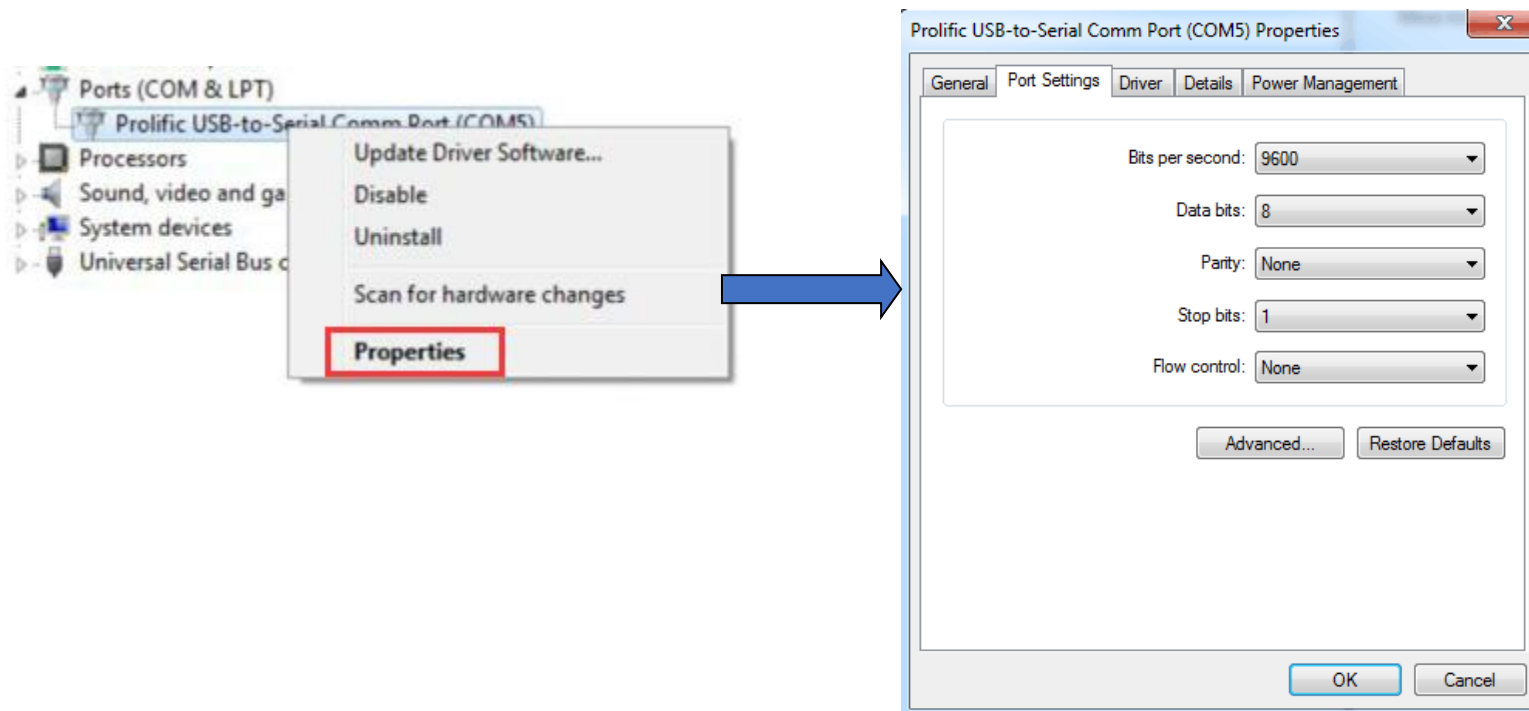 Ports (COM & LPT)
Prolific USB-to-Serial Comm Port (COM5)
Processors
Sound, video and ga
System devices
Universal Serial Bus c
Update Driver Software...
Disable
Uninstall
Scan for hardware changes
Properties
Prolific USB-to-Serial Comm Port (COM5) Properties
General Port Settings Driver Details Power Management
Bits per second: 9600
Data bits: 8
Parity: None
Stop bits: 1
Flow control: None
Advanced... Restore Defaults
OK Cancel